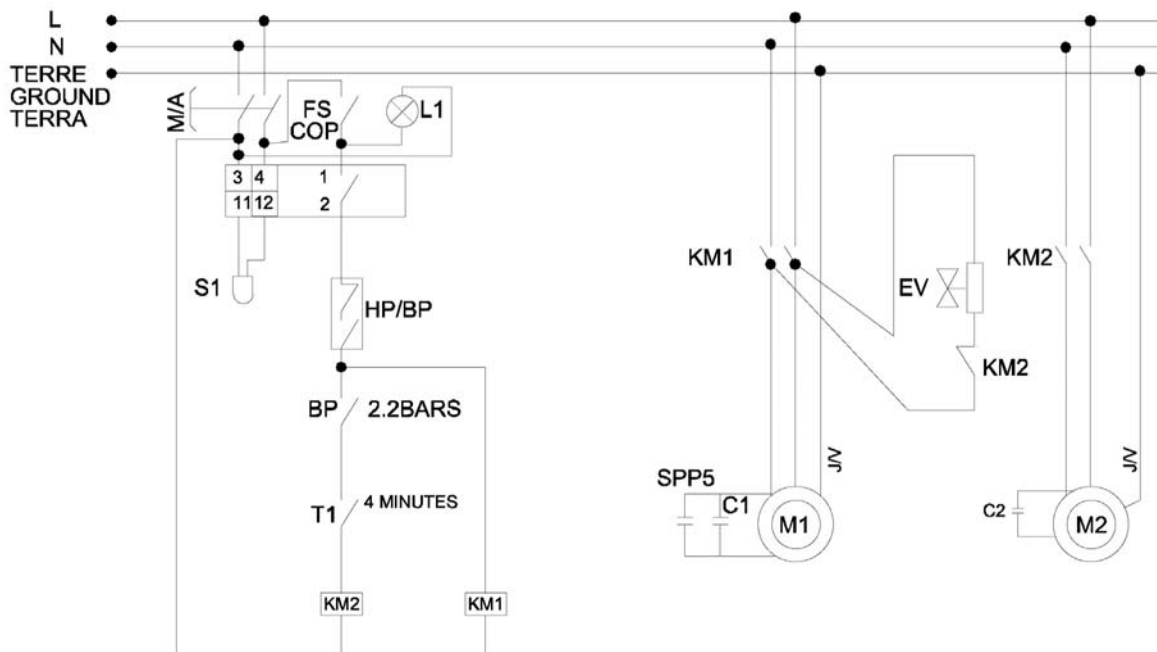 L
N
TERRE
GROUND
TERRA
M/A
FS
COP
L1
3 4 1
11 12 2
S1
HP/BP
BP 2.2BARS
T1 4 MINUTES
KM2 KM1
KM1
EV
KM2
KM2
J/V
J/V
SPP5
C1
M1
C2
M2